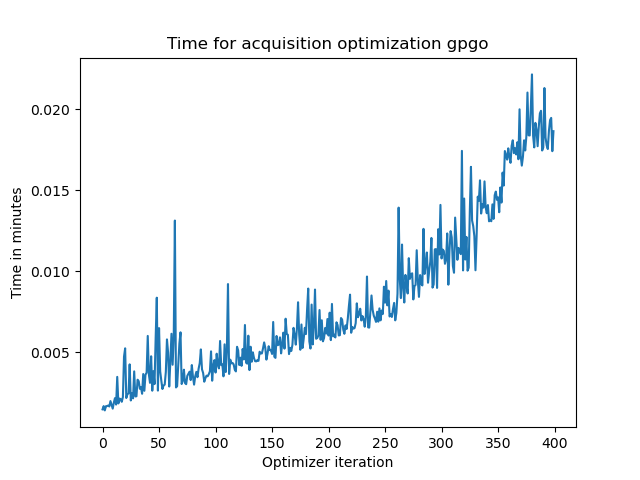 Time for acquisition optimization gpgo
0.020
0.015
0.010
0.005
Time in minutes
0 50 100 150 200 250 300 350 400
Optimizer iteration